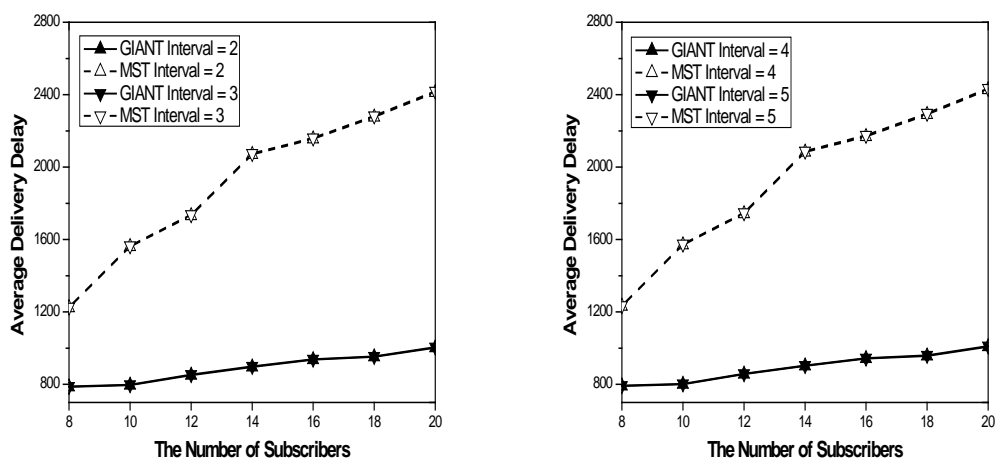 2800
2400
2000
1600
1200
800
Average Delivery Delay
GIANT Interval = 2
MST Interval = 2
GIANT Interval = 3
MST Interval = 3
8 10 12 14 16 18 20
The Number of Subscribers
2800
2400
2000
1600
1200
800
Average Delivery Delay
GIANT Interval = 4
MST Interval = 4
GIANT Interval = 5
MST Interval = 5
8 10 12 14 16 18 20
The Number of Subscribers